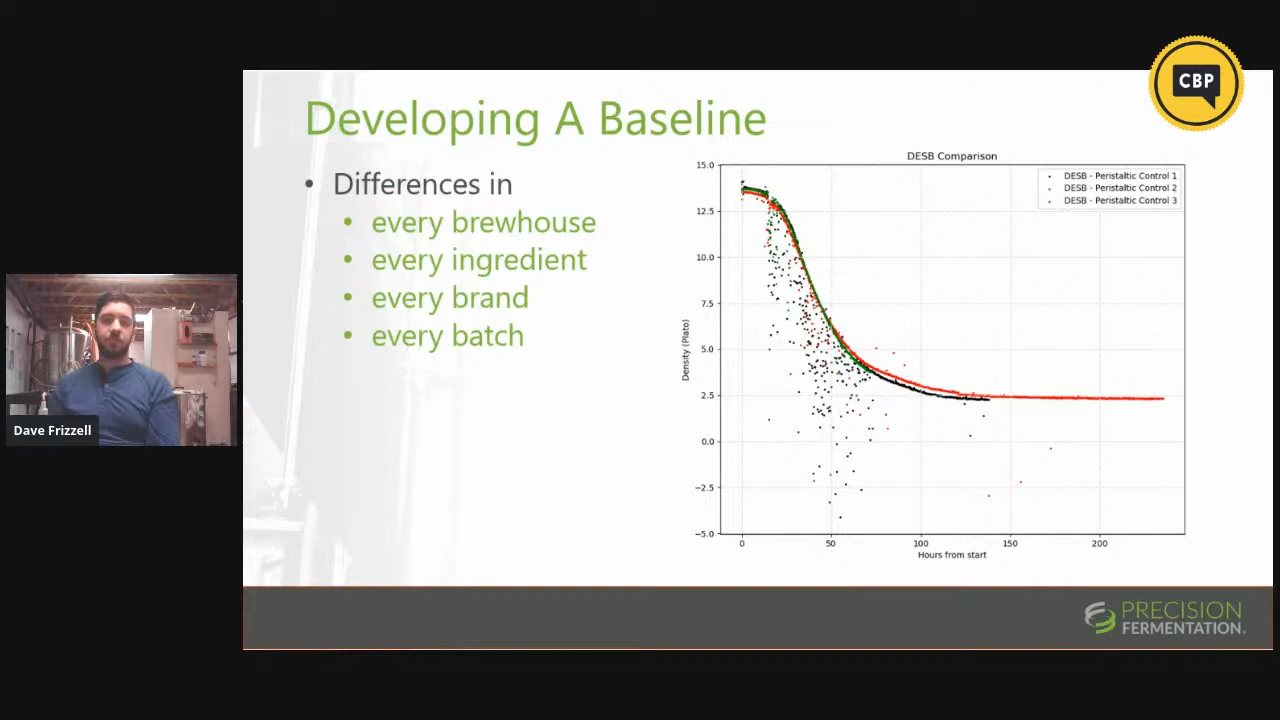 CBP
Developing A Baseline
• Differences in
• every brewhouse
• every ingredient
• every brand
• every batch
DESB Comparison
DESB - Peristaltic Control 1
DESB - Peristaltic Control 2
DESB - Peristaltic Control 3
Density (Plato)
15.0
12.5
10.0
7.5
5.0
2.5
0.0
−2.5
−5.0
0 50 100 150 200
Hours from start
Dave Frizzell
PRECISION
FERMENTATION